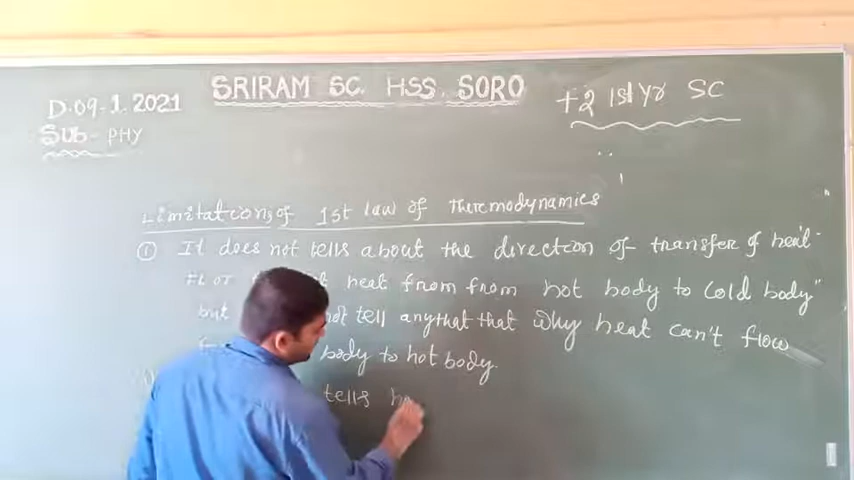 SRIRAM SC. HSS. SORO
D-09-1-2021
+2 1st Yr SC
SUB- PHY
Limitations of 1st law of Thermodynamics
① It does not tells about the direction of transfer of heat.
heat from from hot body to cold body"
but not tell anythat that why heat can't flow
body to hot body.
tells